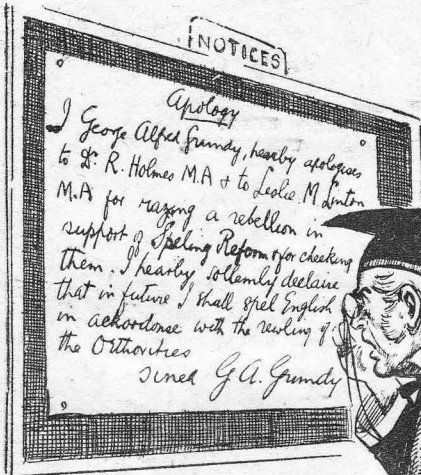 NOTICES
Apology
I George Alfred Grundy, hearby apologises
to Dr. R. Holmes M.A & to Leslie M Linton
M.A for razing a rebellion in
support of Speling Reform & for cheeking
them. I hearby sollemly declaire
that in future I shall spel English
in ackordonse with the rewling of
the Orthorities
sined G. A. Grundy